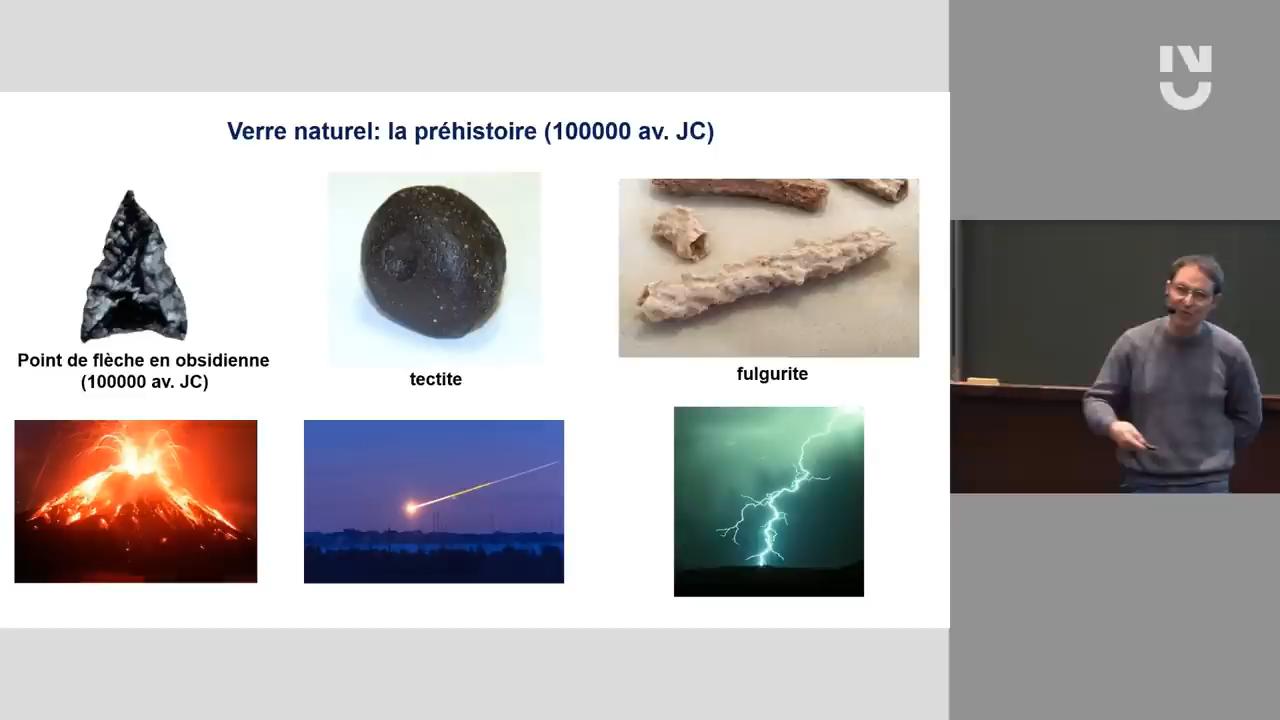 Verre naturel: la préhistoire (100000 av. JC)
Point de flèche en obsidienne
(100000 av. JC)
tectite
fulgurite